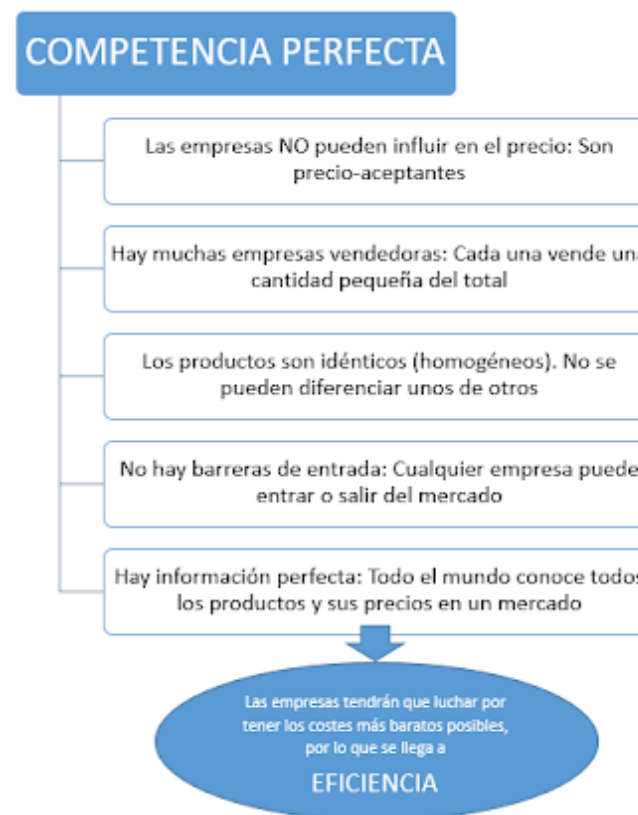 COMPETENCIA PERFECTA
Las empresas NO pueden influir en el precio: Son
precio-aceptantes
Hay muchas empresas vendedoras: Cada una vende una
cantidad pequeña del total
Los productos son idénticos (homogéneos). No se
pueden diferenciar unos de otros
No hay barreras de entrada: Cualquier empresa puede
entrar o salir del mercado
Hay información perfecta: Todo el mundo conoce todos
los productos y sus precios en un mercado
Las empresas tendrán que luchar por
tener los costes más baratos posibles,
por lo que se llega a
EFICIENCIA